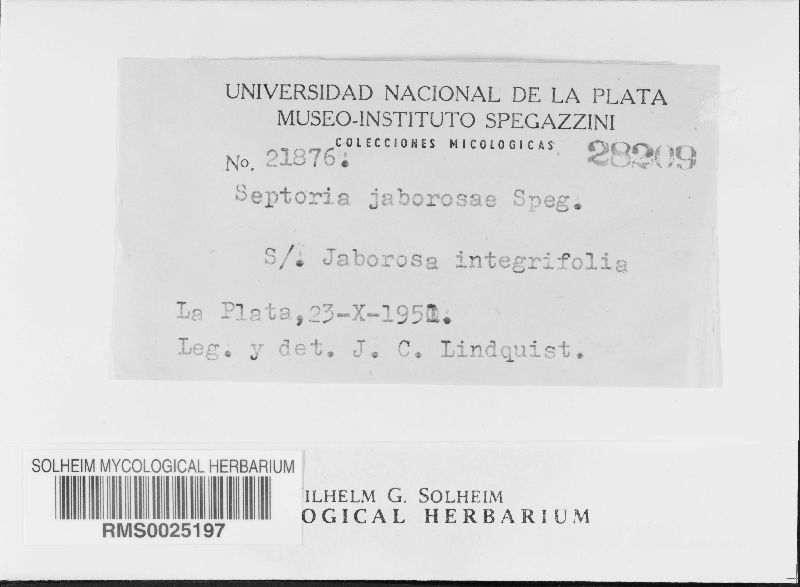 UNIVERSIDAD NACIONAL DE LA PLATA
MUSEO-INSTITUTO SPEGAZZINI
COLECCIONES MICOLOGICAS
No. 21876. 28209
Septoria jaborosae Speg.
S/. Jaborosa integrifolia
La Plata, 23-X-1951.
Leg. y det. J. C. Lindquist.
SOLHEIM MYCOLOGICAL HERBARIUM
RMS0025197
ILHELM G. SOLHEIM
OGICAL HERBARIUM